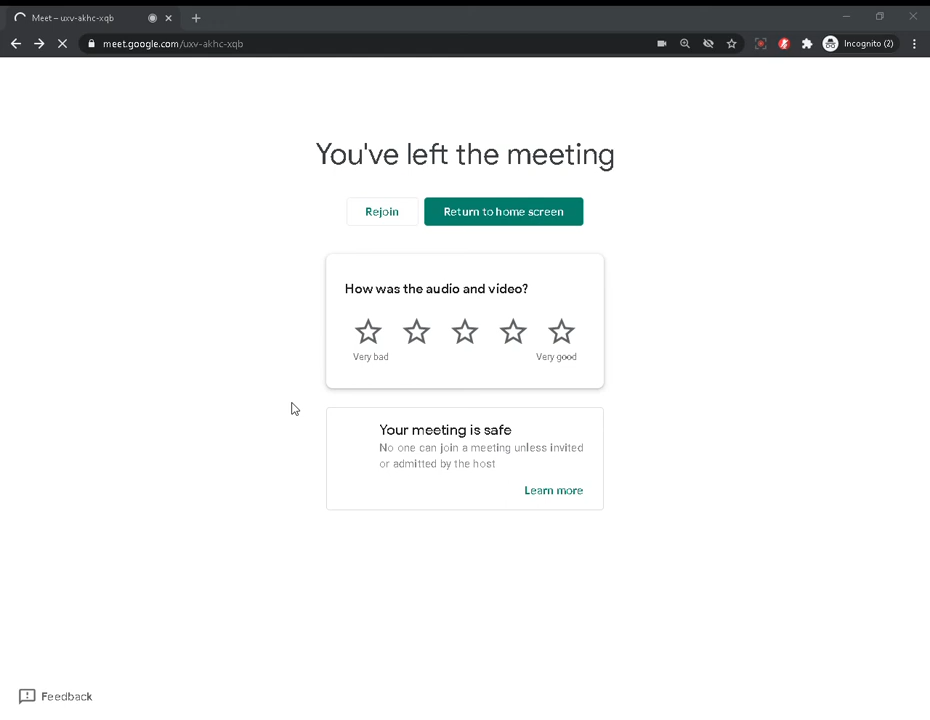 Meet – uxv-akhc-xqb
meet.google.com/uxv-akhc-xqb
Incognito (2)
You've left the meeting
Rejoin
Return to home screen
How was the audio and video?
Very bad
Very good
Your meeting is safe
No one can join a meeting unless invited
or admitted by the host
Learn more
Feedback